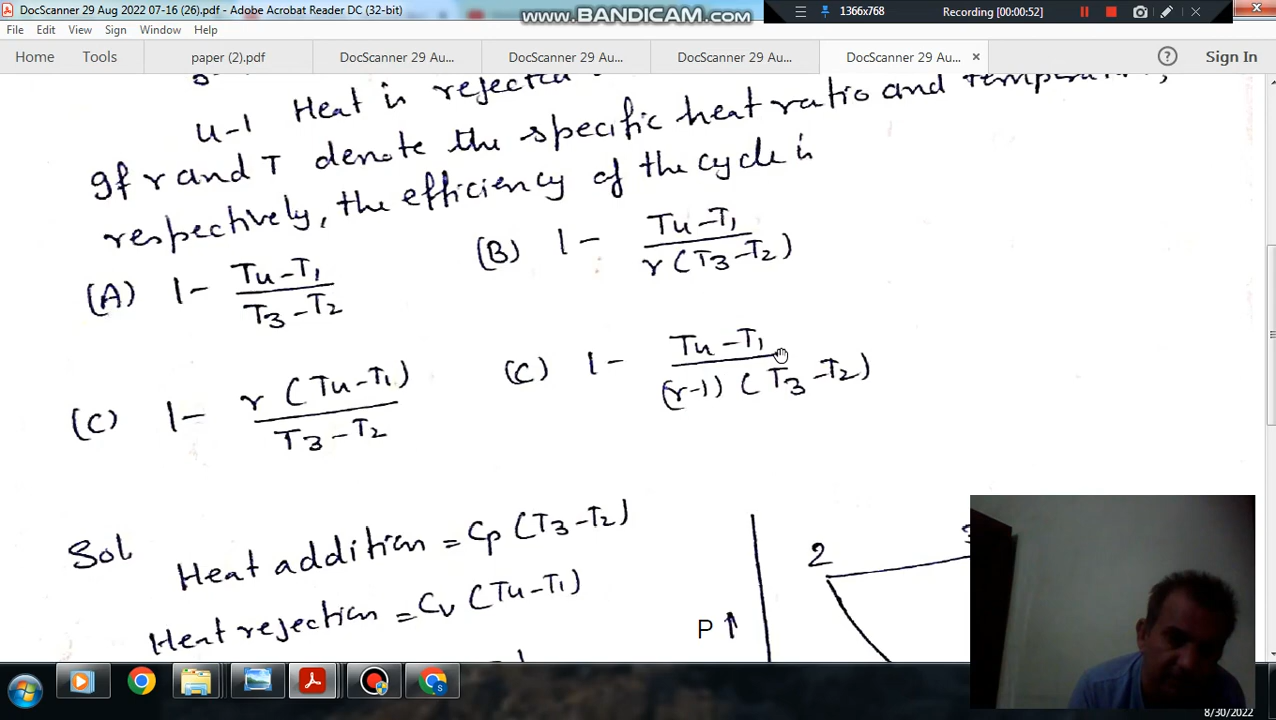 DocScanner 29 Aug 2022 07-16 (26).pdf - Adobe Acrobat Reader DC (32-bit)
www.BANDICAM.com
1366x768
Recording [00:00:52]
File Edit View Sign Window Help
Home Tools paper (2).pdf DocScanner 29 Au... DocScanner 29 Au... DocScanner 29 Au... DocScanner 29 Au... × ? Sign In
4-1 Heat is rejected
If r and T denote the specific heat ratio and temperature,
respectively, the efficiency of the cycle is
(A) 1- T4-T1 / T3-T2
(B) 1- T4-T1 / r(T3-T2)
(C) 1- r(T4-T1) / T3-T2
(C) 1- T4-T1 / (r-1)(T3-T2)
Sol Heat addition = Cp (T3-T2)
Heat rejection = Cv (T4-T1)
2
3
P↑
8/30/2022